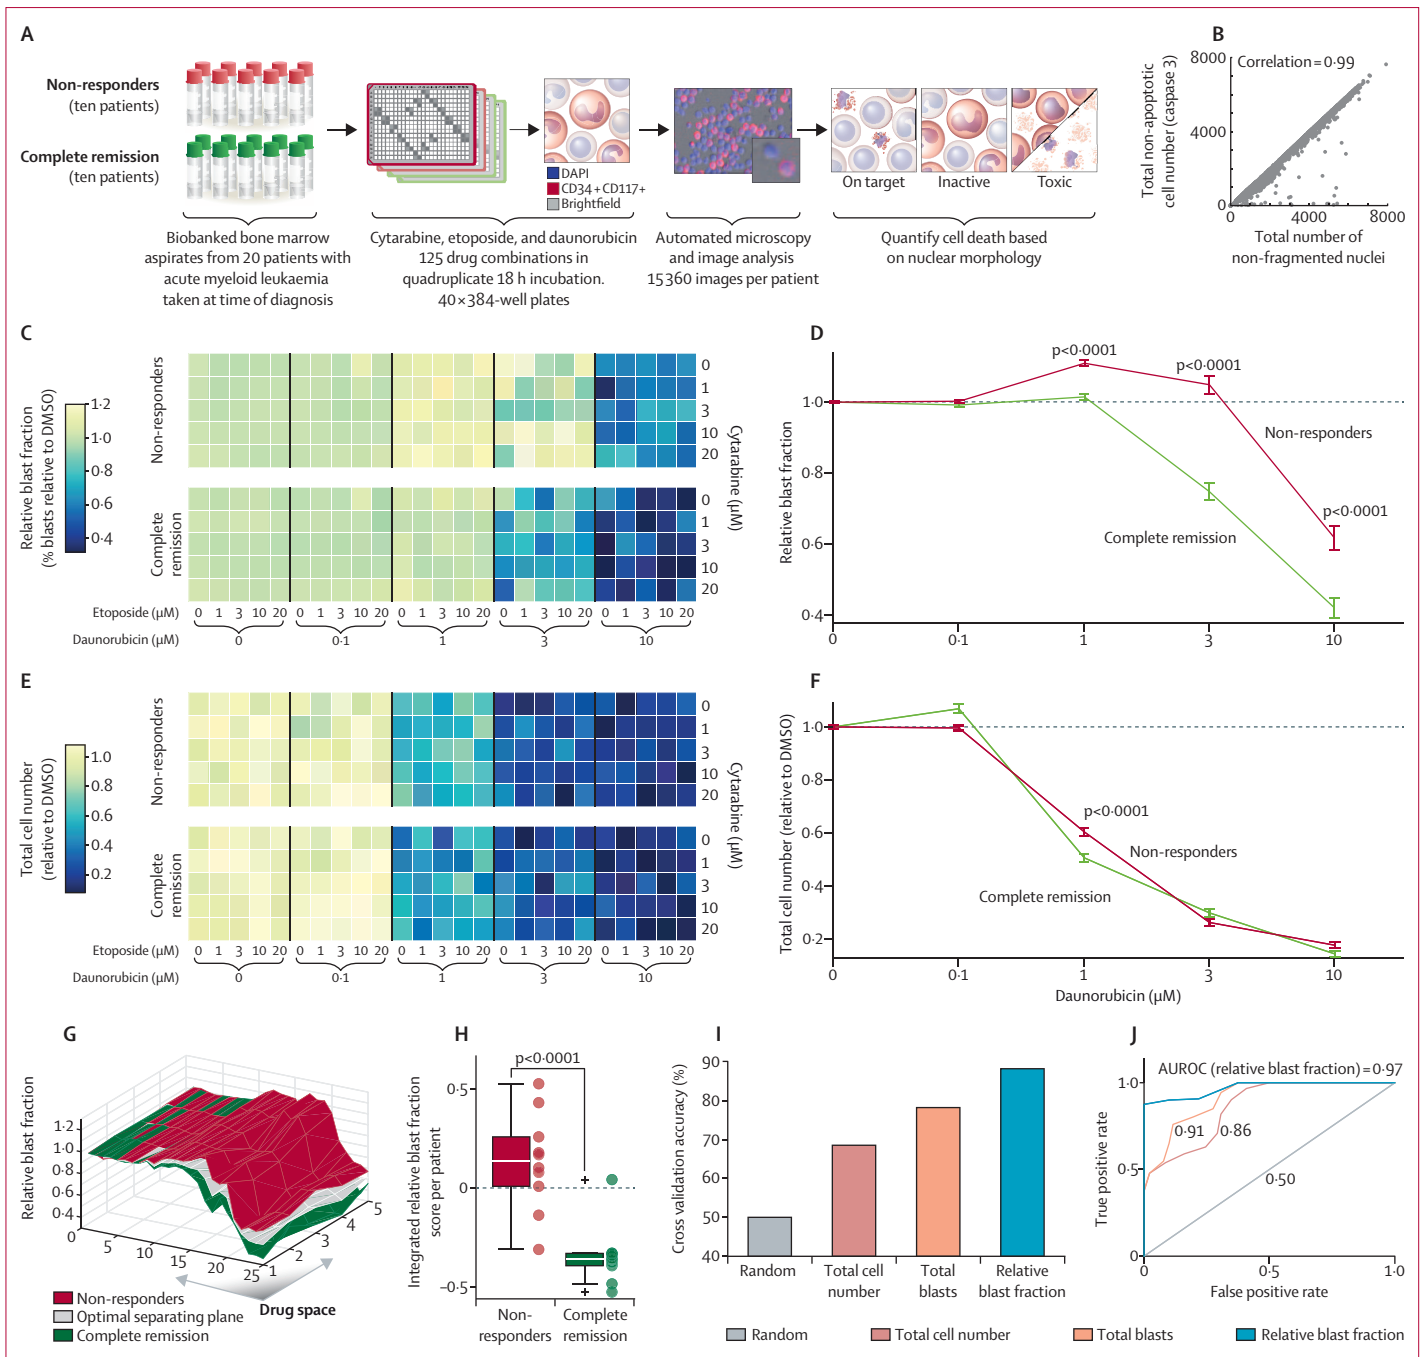 A
Non-responders
(ten patients)
Complete remission
(ten patients)
DAPI
CD34+CD117+
Brightfield
On target
Inactive
Toxic
Biobanked bone marrow
aspirates from 20 patients with
acute myeloid leukaemia
taken at time of diagnosis
Cytarabine, etoposide, and daunorubicin
125 drug combinations in
quadruplicate 18 h incubation.
40×384-well plates
Automated microscopy
and image analysis
15360 images per patient
Quantify cell death based
on nuclear morphology
B
Total non-apoptic
cell number (caspase 3)
8000
4000
0
Correlation=0·99
0 4000 8000
Total number of
non-fragmented nuclei
C
Relative blast fraction
(% blasts relative to DMSO)
1·2
1·0
0·8
0·6
0·4
Non-responders
Complete
remission
0
1
3
10
20
0
1
3
10
20
Cytarabine (μM)
Etoposide (μM) 0 1 3 10 20 0 1 3 10 20 0 1 3 10 20 0 1 3 10 20 0 1 3 10 20
Daunorubicin (μM) 0 0·1 1 3 10
D
Relative blast fraction
1·0
0·8
0·6
0·4
p<0·0001
p<0·0001
Non-responders
p<0·0001
Complete remission
0 0·1 1 3 10
E
Total cell number
(relative to DMSO)
1.0
0.8
0.6
0.4
0.2
Non-responders
Complete
remission
0
1
3
10
20
0
1
3
10
20
Cytarabine (μM)
Etoposide (μM) 0 1 3 10 20 0 1 3 10 20 0 1 3 10 20 0 1 3 10 20 0 1 3 10 20
Daunorubicin (μM) 0 0·1 1 3 10
F
Total cell number (relative to DMSO)
1·0
0·8
0·6
0·4
0·2
p<0·0001
Non-responders
Complete remission
0 0·1 1 3 10
Daunorubicin (μM)
G
Relative blast fraction
1·2
1·0
0·8
0·6
0·4
0 5 10 15 20 25
1 2 3 4 5
Drug space
Non-responders
Optimal separating plane
Complete remission
H
Integrated relative blast fraction
score per patient
p<0·0001
0·5
0
−0·5
Non-
responders
Complete
remission
I
Cross validation accuracy (%)
90
80
70
60
50
40
Random
Total cell
number
Total
blasts
Relative
blast fraction
J
True positive rate
AUROC (relative blast fraction)=0·97
1·0
0·5
0
0·91
0·86
0·50
0·5 1·0
False positive rate
Random
Total cell number
Total blasts
Relative blast fraction